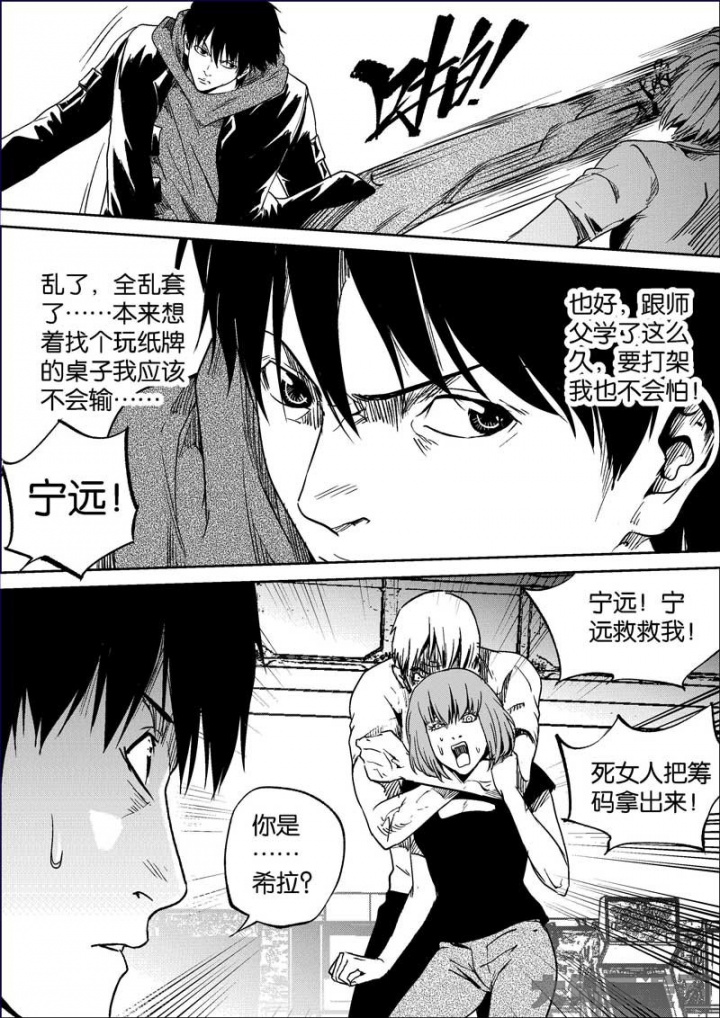 啪!!
乱了，全乱套
了……本来想
着找个玩纸牌
的桌子我应该
不会输……
也好，跟师
父学了这么
久，要打架
我也不会怕！
宁远！
宁远！宁
远救救我！
死女人把筹
码拿出来！
你是
……
希拉？